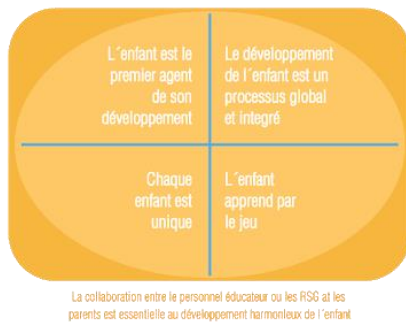 L´enfant est le
premier agent
de son
développement
Le développement
de l´enfant est un
processus global
et integré
Chaque
enfant est
unique
L´enfant
apprend par
le jeu
La collaboration entre le personnel éducateur ou les RSG at les
parents est essentielle au développement harmonieux de l´enfant